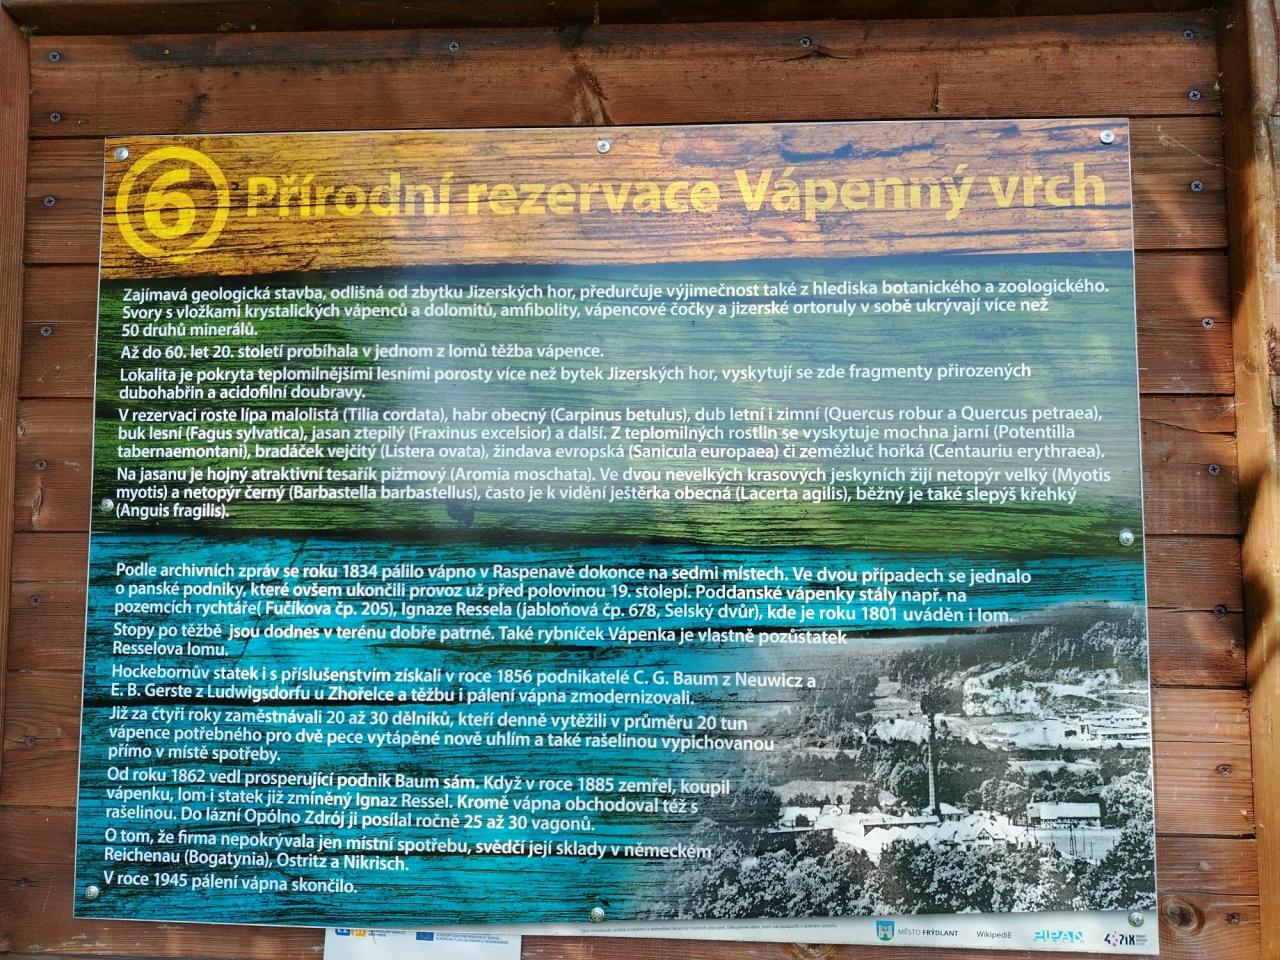 6 Přírodní rezervace Vápenný vrch
Zajímavá geologická stavba, odlišná od zbytku Jizerských hor, předurčuje výjimečnost také z hlediska botanického a zoologického.
Svory s vložkami krystalických vápenců a dolomitů, amfibolity, vápencové čočky a jizerské ortoruly v sobě ukrývají více než
50 druhů minerálů.
Až do 60. let 20. století probíhala v jednom z lomů těžba vápence.
Lokalita je pokryta teplomilnějšími lesními porosty více než bytek Jizerských hor, vyskytují se zde fragmenty přirozených
dubohabřin a acidofilní doubravy.
V rezervaci roste lípa malolistá (Tilia cordata), habr obecný (Carpinus betulus), dub letní i zimní (Quercus robur a Quercus petraea),
buk lesní (Fagus sylvatica), jasan ztepilý (Fraxinus excelsior) a další. Z teplomilných rostlin se vyskytuje mochna jarní (Potentilla
tabernaemontani), bradáček vejčitý (Listera ovata), žindava evropská (Sanicula europaea) či zeměžluč hořká (Centauriu erythraea).
Na jasanu je hojný atraktivní tesařík pižmový (Aromia moschata). Ve dvou nevelkých krasových jeskyních žijí netopýr velký (Myotis
myotis) a netopýr černý (Barbastella barbastellus), často je k vidění ještěrka obecná (Lacerta agilis), běžný je také slepýš křehký
(Anguis fragilis).
Podle archivních zpráv se roku 1834 pálilo vápno v Raspenavě dokonce na sedmi místech. Ve dvou případech se jednalo
o panské podniky, které ovšem ukončili provoz už před polovinou 19. stolepí. Poddanské vápenky stály např. na
pozemcích rychtáře( Fučíkova čp. 205), Ignaze Ressela (jabloňová čp. 678, Selský dvůr), kde je roku 1801 uváděn i lom.
Stopy po těžbě jsou dodnes v terénu dobře patrné. Také rybníček Vápenka je vlastně pozůstatek
Resselova lomu.
Hockebornův statek i s příslušenstvím získali v roce 1856 podnikatelé C. G. Baum z Neuwicz a
E. B. Gerste z Ludwigsdorfu u Zhořelce a těžbu i pálení vápna zmodernizovali.
Již za čtyři roky zaměstnávali 20 až 30 dělníků, kteří denně vytěžili v průměru 20 tun
vápence potřebného pro dvě pece vytápěné nově uhlím a také rašelinou vypichovanou
přímo v místě spotřeby.
Od roku 1862 vedl prosperující podnik Baum sám. Když v roce 1885 zemřel, koupil
vápenku, lom i statek již zmíněný Ignaz Ressel. Kromě vápna obchodoval též s
rašelinou. Do lázní Opólno Zdrój ji posílal ročně 25 až 30 vagonů.
O tom, že firma nepokrývala jen místní spotřebu, svědčí její sklady v německém
Reichenau (Bogatynia), Ostritz a Nikrisch.
V roce 1945 pálení vápna skončilo.
MĚSTO FRÝDLANT
WikipediE
PIPAN